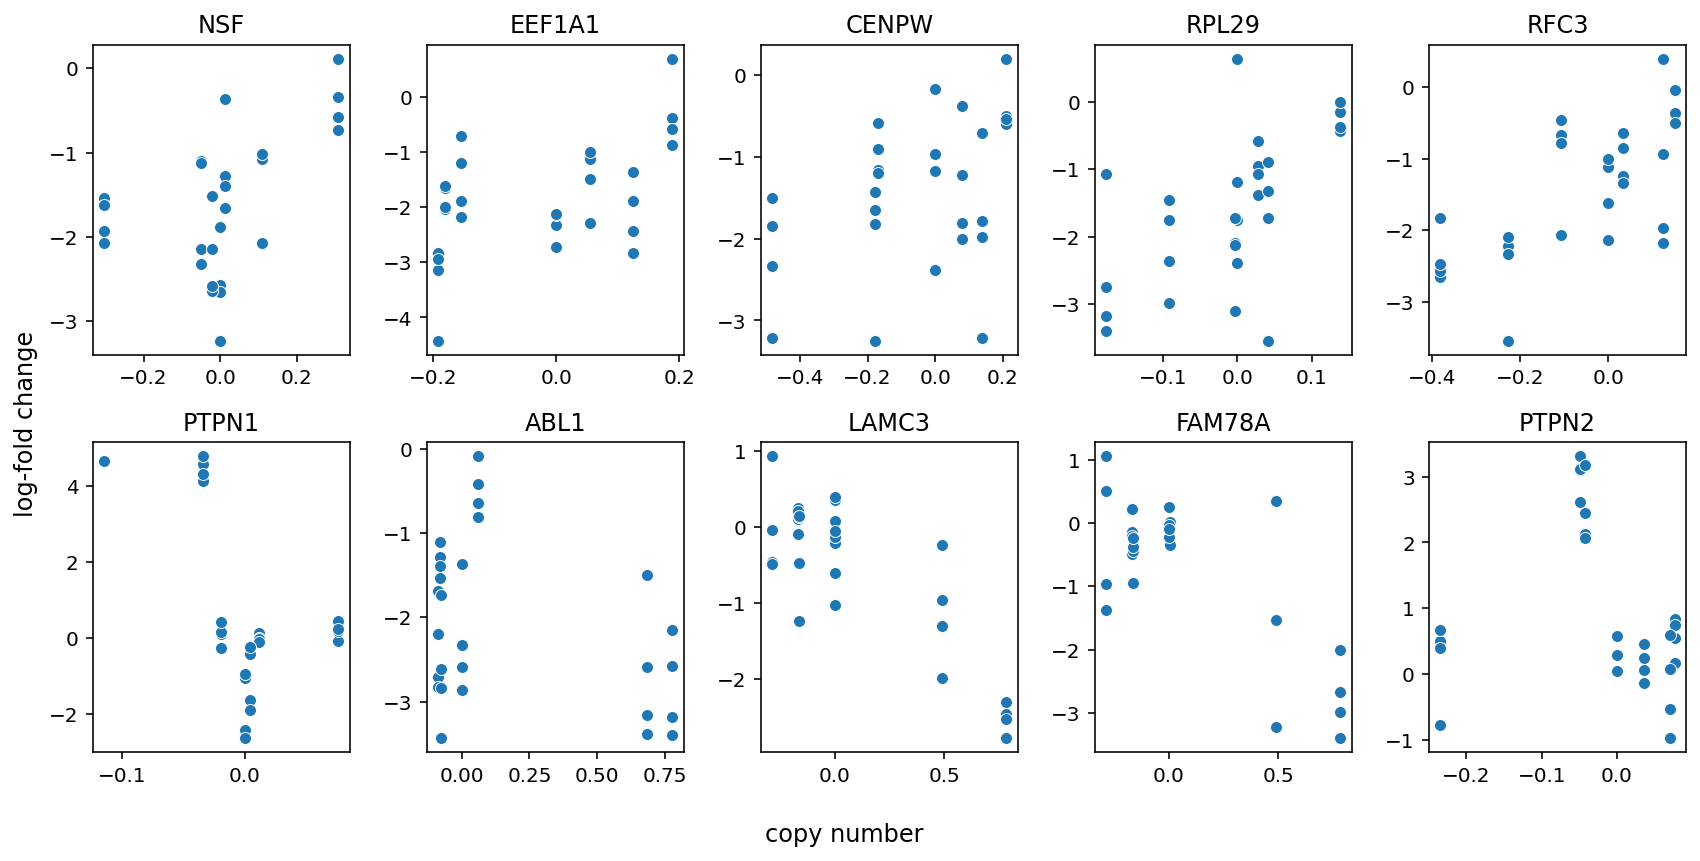 NSF EEF1A1 CENPW RPL29 RFC3
0 0 0 0 0
−1 −1 −1 −1 −1
−2 −2 −2 −2 −2
−3 −3 −3 −3 −3
−4
−0.2 0.0 0.2 −0.2 0.0 0.2 −0.4 −0.2 0.0 0.2 −0.1 0.0 0.1 −0.4 −0.2 0.0
log-fold change
PTPN1 ABL1 LAMC3 FAM78A PTPN2
4 0 1 1 3
2 −1 0 0 2
0 −2 −1 −1 1
−2 −3 −2 −2 0
−3 −1
−0.1 0.0 0.00 0.25 0.50 0.75 0.0 0.5 0.0 0.5 −0.2 −0.1 0.0
copy number